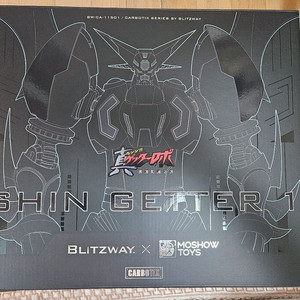 BW-CA-11501 | CARBOTIX SERIES BY BLITZWAY
真ゲッターロボ
SHIN GETTER 1
BLITZWAY × MOSHOW TOYS
CARBOTIX